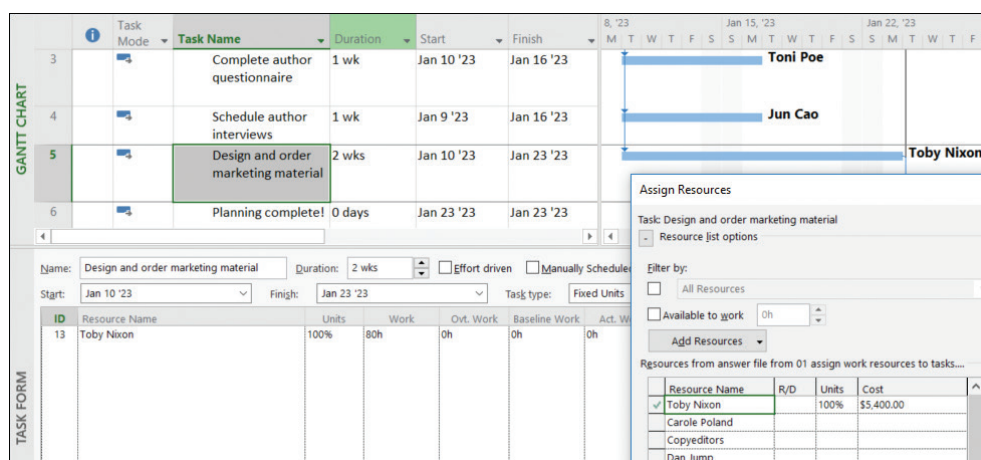 GANTT CHART
Task Mode Task Name Duration Start Finish
8, '23 Jan 15, '23 Jan 22, '23
M T W T F S S M T W T F S S M T W T F
3 Complete author questionnaire 1 wk Jan 10 '23 Jan 16 '23 Toni Poe
4 Schedule author interviews 1 wk Jan 9 '23 Jan 16 '23 Jun Cao
5 Design and order marketing material 2 wks Jan 10 '23 Jan 23 '23 Toby Nixon
6 Planning complete! 0 days Jan 23 '23 Jan 23 '23
TASK FORM
Name: Design and order marketing material Duration: 2 wks Effort driven Manually Scheduled
Start: Jan 10 '23 Finish: Jan 23 '23 Task type: Fixed Units
ID Resource Name Units Work Ovt. Work Baseline Work Act. W
13 Toby Nixon 100% 80h 0h 0h 0h
Assign Resources
Task: Design and order marketing material
- Resource list options
Filter by:
All Resources
Available to work 0h
Add Resources
Resources from answer file from 01 assign work resources to tasks....
Resource Name R/D Units Cost
Toby Nixon 100% $5,400.00
Carole Poland
Copyeditors
Dan Jump